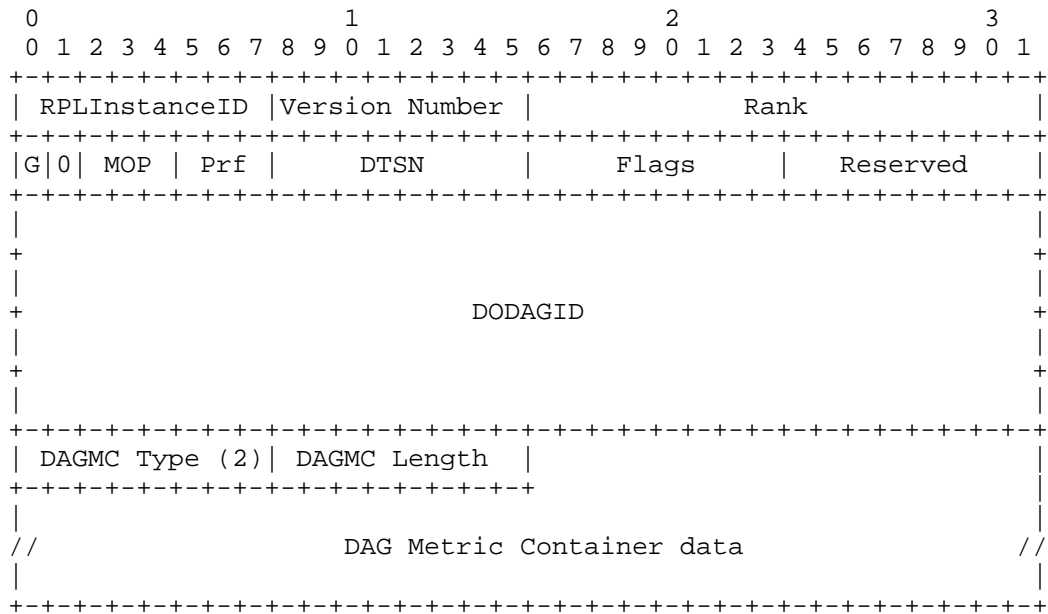 0                   1                   2                   3
 0 1 2 3 4 5 6 7 8 9 0 1 2 3 4 5 6 7 8 9 0 1 2 3 4 5 6 7 8 9 0 1
+-+-+-+-+-+-+-+-+-+-+-+-+-+-+-+-+-+-+-+-+-+-+-+-+-+-+-+-+-+-+-+-+
| RPLInstanceID |Version Number |             Rank              |
+-+-+-+-+-+-+-+-+-+-+-+-+-+-+-+-+-+-+-+-+-+-+-+-+-+-+-+-+-+-+-+-+
|G|0| MOP | Prf |     DTSN      |     Flags     |   Reserved    |
+-+-+-+-+-+-+-+-+-+-+-+-+-+-+-+-+-+-+-+-+-+-+-+-+-+-+-+-+-+-+-+-+
|                                                               |
+                                                               +
|                                                               |
+                            DODAGID                            +
|                                                               |
+                                                               +
|                                                               |
+-+-+-+-+-+-+-+-+-+-+-+-+-+-+-+-+-+-+-+-+-+-+-+-+-+-+-+-+-+-+-+-+
| DAGMC Type (2)| DAGMC Length  |                               |
+-+-+-+-+-+-+-+-+-+-+-+-+-+-+-+-+                               |
|                                                               |
//                   DAG Metric Container data                 //
|                                                               |
+-+-+-+-+-+-+-+-+-+-+-+-+-+-+-+-+-+-+-+-+-+-+-+-+-+-+-+-+-+-+-+-+